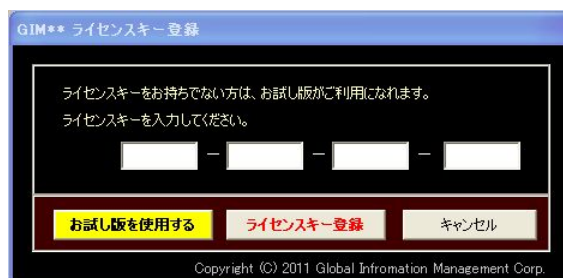 GIM** ライセンスキー登録
ライセンスキーをお持ちでない方は、お試し版がご利用になれます。
ライセンスキーを入力してください。
– – –
お試し版を使用する ライセンスキー登録 キャンセル
Copyright (C) 2011 Global Infromation Management Corp.